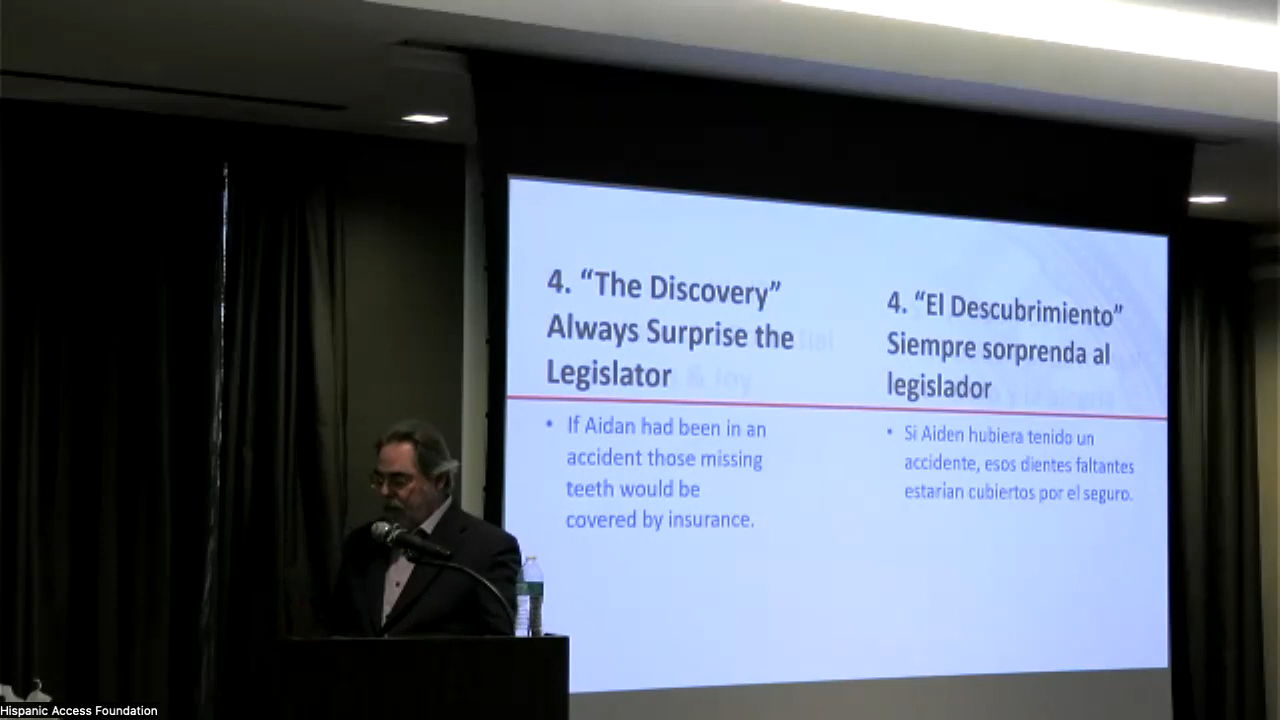 4. “The Discovery”
Always Surprise the
Legislator
• If Aidan had been in an
accident those missing
teeth would be
covered by insurance.
4. “El Descubrimiento”
Siempre sorprenda al
legislador
• Si Aiden hubiera tenido un
accidente, esos dientes faltantes
estarian cubiertos por el seguro.
Hispanic Access Foundation